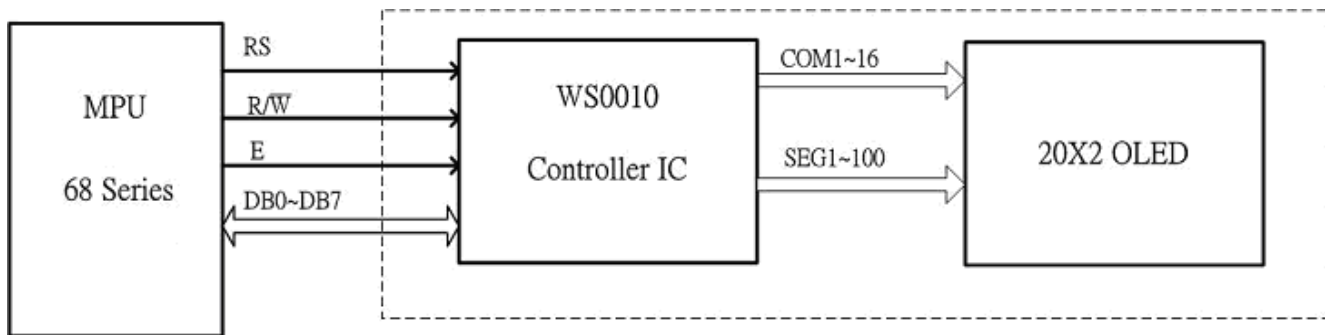 MPU
68 Series
RS
R/W̅
E
DB0~DB7
WS0010
Controller IC
COM1~16
SEG1~100
20X2 OLED